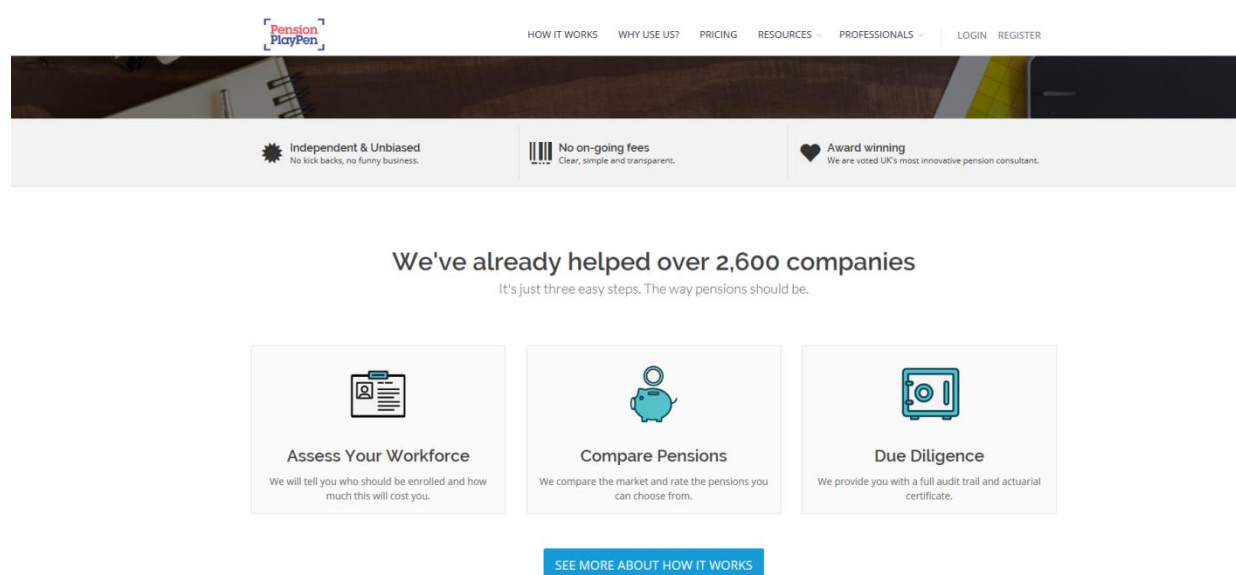 Pension
PlayPen
HOW IT WORKS WHY USE US? PRICING RESOURCES PROFESSIONALS LOGIN REGISTER
Independent & Unbiased
No kick backs, no funny business.
No on-going fees
Clear, simple and transparent.
Award winning
We are voted UK's most innovative pension consultant.
We've already helped over 2,600 companies
It's just three easy steps. The way pensions should be.
Assess Your Workforce
We will tell you who should be enrolled and how
much this will cost you.
Compare Pensions
We compare the market and rate the pensions you
can choose from.
Due Diligence
We provide you with a full audit trail and actuarial
certificate.
SEE MORE ABOUT HOW IT WORKS